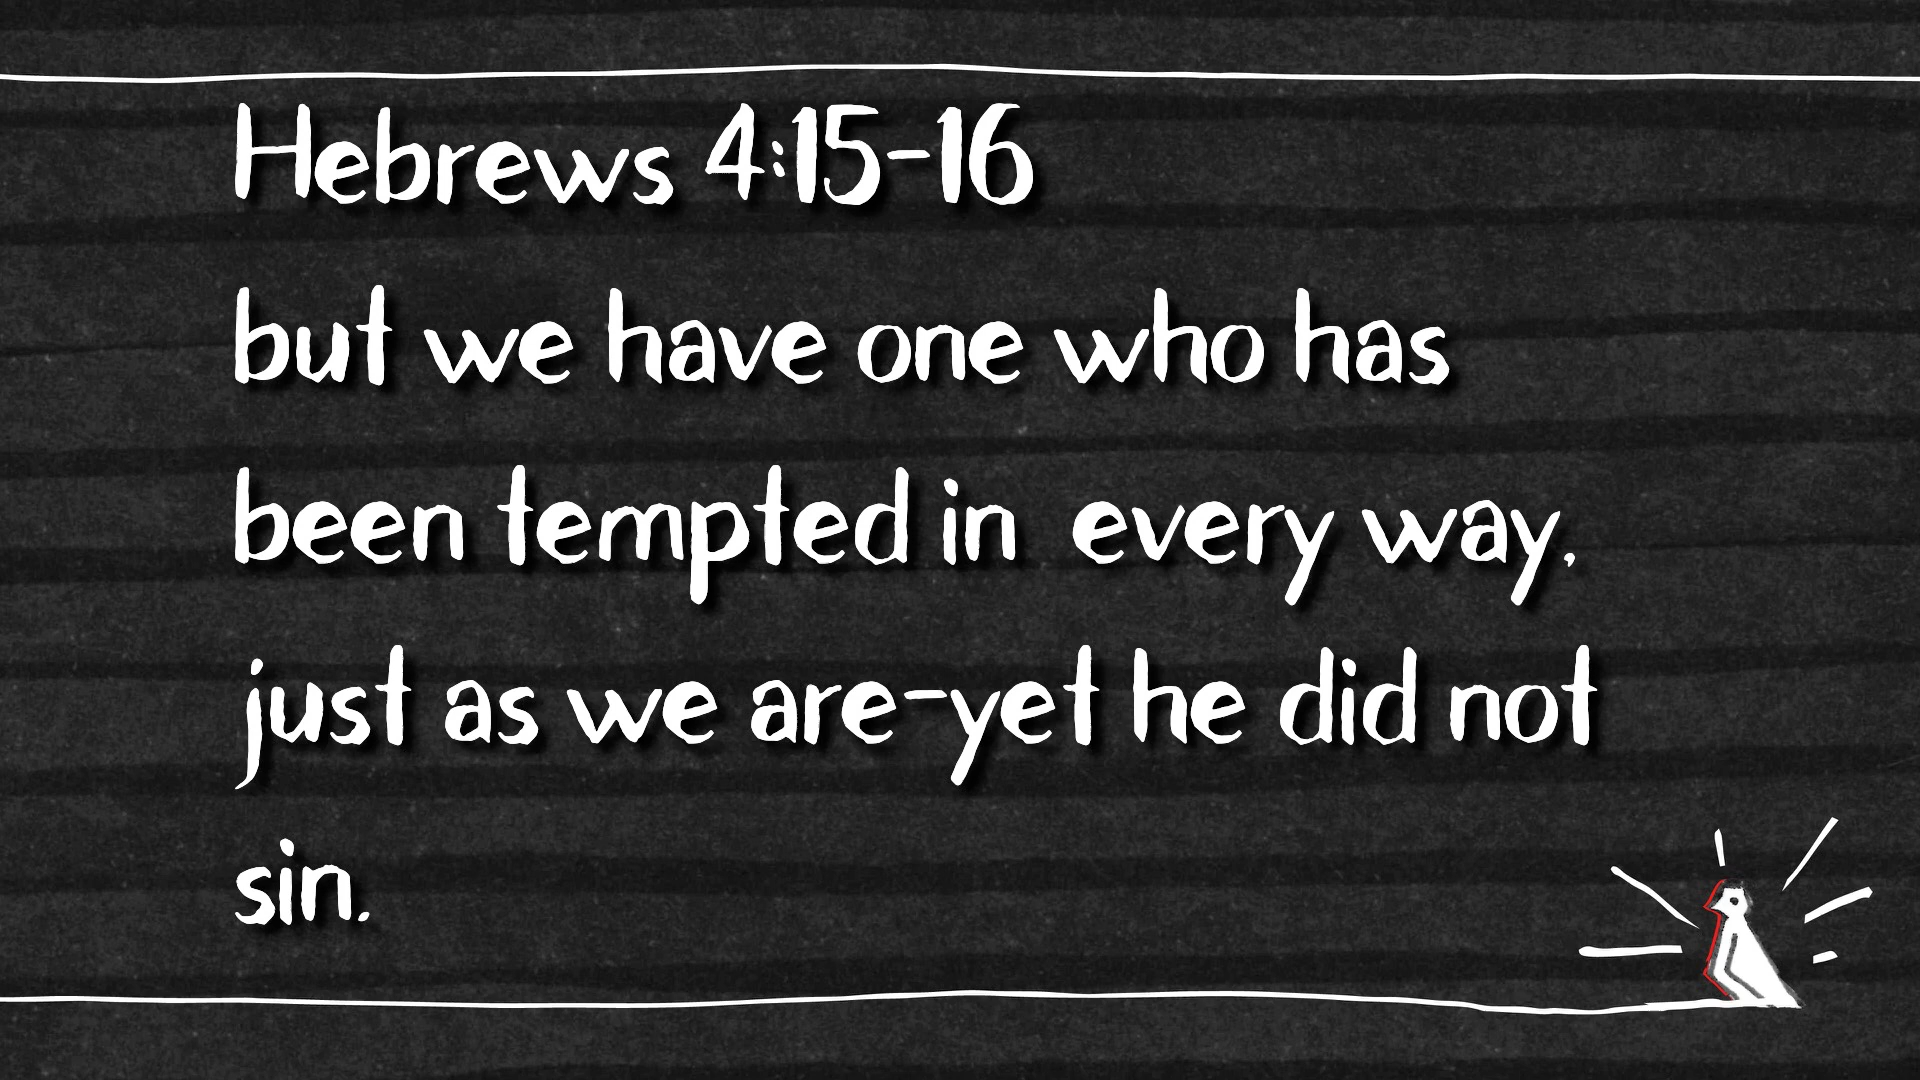 Hebrews 4:15-16
but we have one who has
been tempted in  every way,
just as we are-yet he did not
sin.